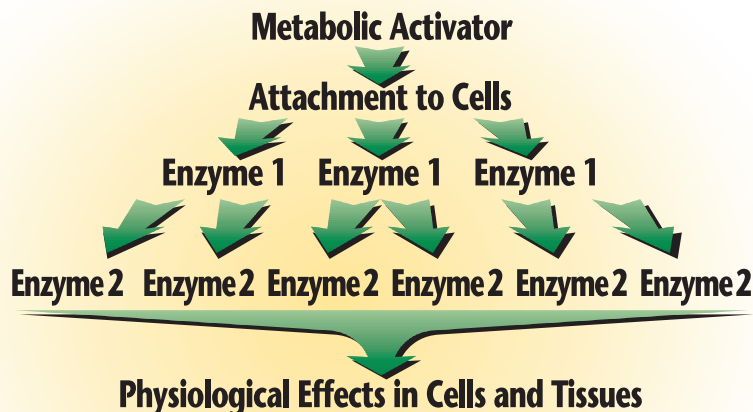 Metabolic Activator
Attachment to Cells
Enzyme 1 Enzyme 1 Enzyme 1
Enzyme 2 Enzyme 2 Enzyme 2 Enzyme 2 Enzyme 2 Enzyme 2
Physiological Effects in Cells and Tissues